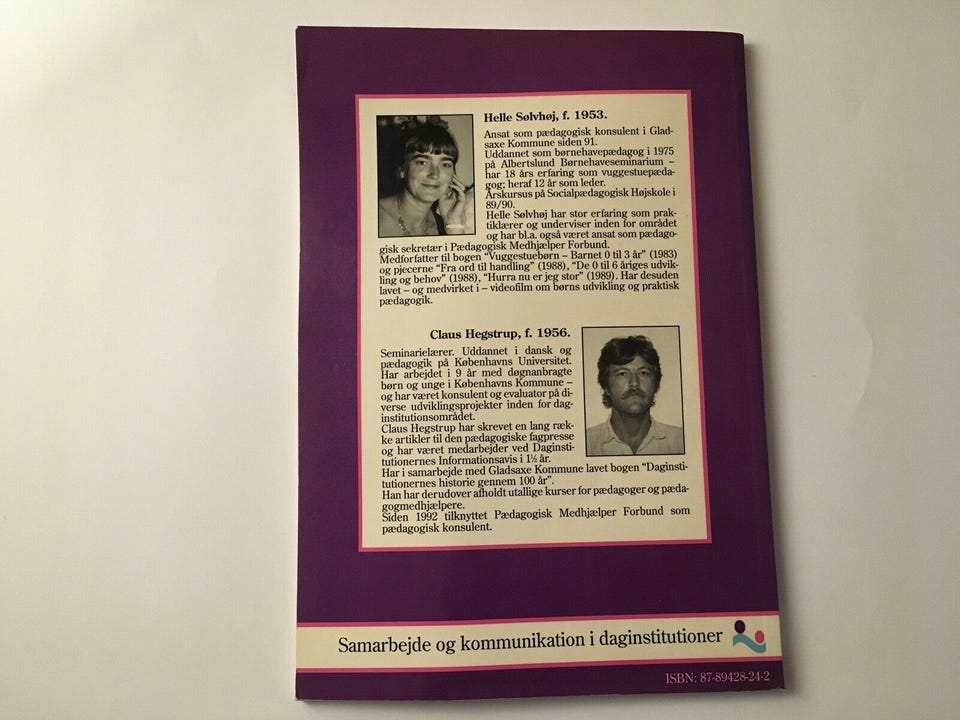 Helle Sølvhøj, f. 1953.
Ansat som pædagogisk konsulent i Glad-
saxe Kommune siden 91.
Uddannet som børnehavepædagog i 1975
på Albertslund Børnehaveseminarium –
har 18 års erfaring som vuggestuepæda-
gog; heraf 12 år som leder.
Årskursus på Socialpædagogisk Højskole i
89/90.
Helle Sølvhøj har stor erfaring som prak-
tiklærer og underviser inden for området
og har bl.a. også været ansat som pædago-
gisk sekretær i Pædagogisk Medhjælper Forbund.
Medforfatter til bogen “Vuggestuebørn – Barnet 0 til 3 år” (1983)
og pjecerne “Fra ord til handling” (1988), “De 0 til 6 åriges udvik-
ling og behov” (1988), “Hurra nu er jeg stor” (1989). Har desuden
lavet – og medvirket i – videofilm om børns udvikling og praktisk
pædagogik.
Claus Hegstrup, f. 1956.
Seminarielærer. Uddannet i dansk og
pædagogik på Københavns Universitet.
Har arbejdet i 9 år med døgnanbragte
børn og unge i Københavns Kommune –
og har været konsulent og evaluator på di-
verse udviklingsprojekter inden for dag-
institutionsområdet.
Claus Hegstrup har skrevet en lang ræk-
ke artikler til den pædagogiske fagpresse
og har været medarbejder ved Daginsti-
tutionernes Informationsavis i 1½ år.
Har i samarbejde med Gladsaxe Kommune lavet bogen “Daginsti-
tutionernes historie gennem 100 år”.
Han har derudover afholdt utallige kurser for pædagoger og pæda-
gogmedhjælpere.
Siden 1992 tilknyttet Pædagogisk Medhjælper Forbund som
pædagogisk konsulent.
Samarbejde og kommunikation i daginstitutioner
ISBN: 87-89428-24-2